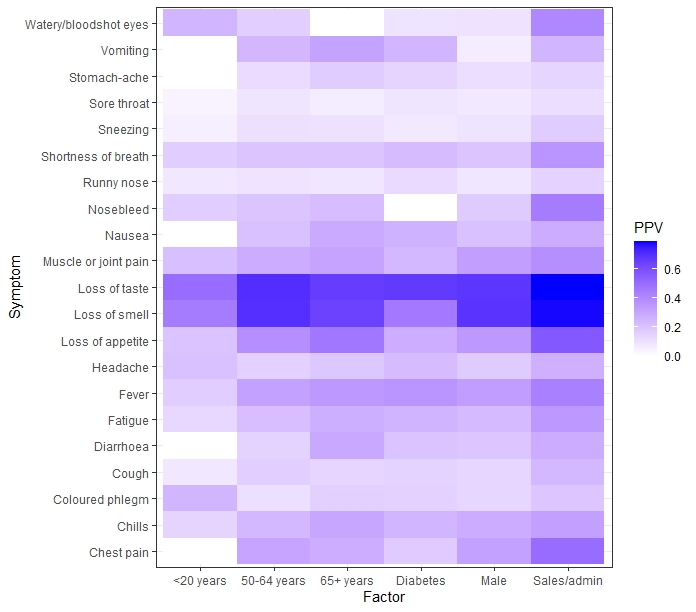 Watery/bloodshot eyes
Vomiting
Stomach-ache
Sore throat
Sneezing
Shortness of breath
Runny nose
Nosebleed
Nausea
Muscle or joint pain
Loss of taste
Loss of smell
Loss of appetite
Headache
Fever
Fatigue
Diarrhoea
Cough
Coloured phlegm
Chills
Chest pain
Symptom
<20 years 50-64 years 65+ years Diabetes Male Sales/admin
Factor
PPV
0.6
0.4
0.2
0.0